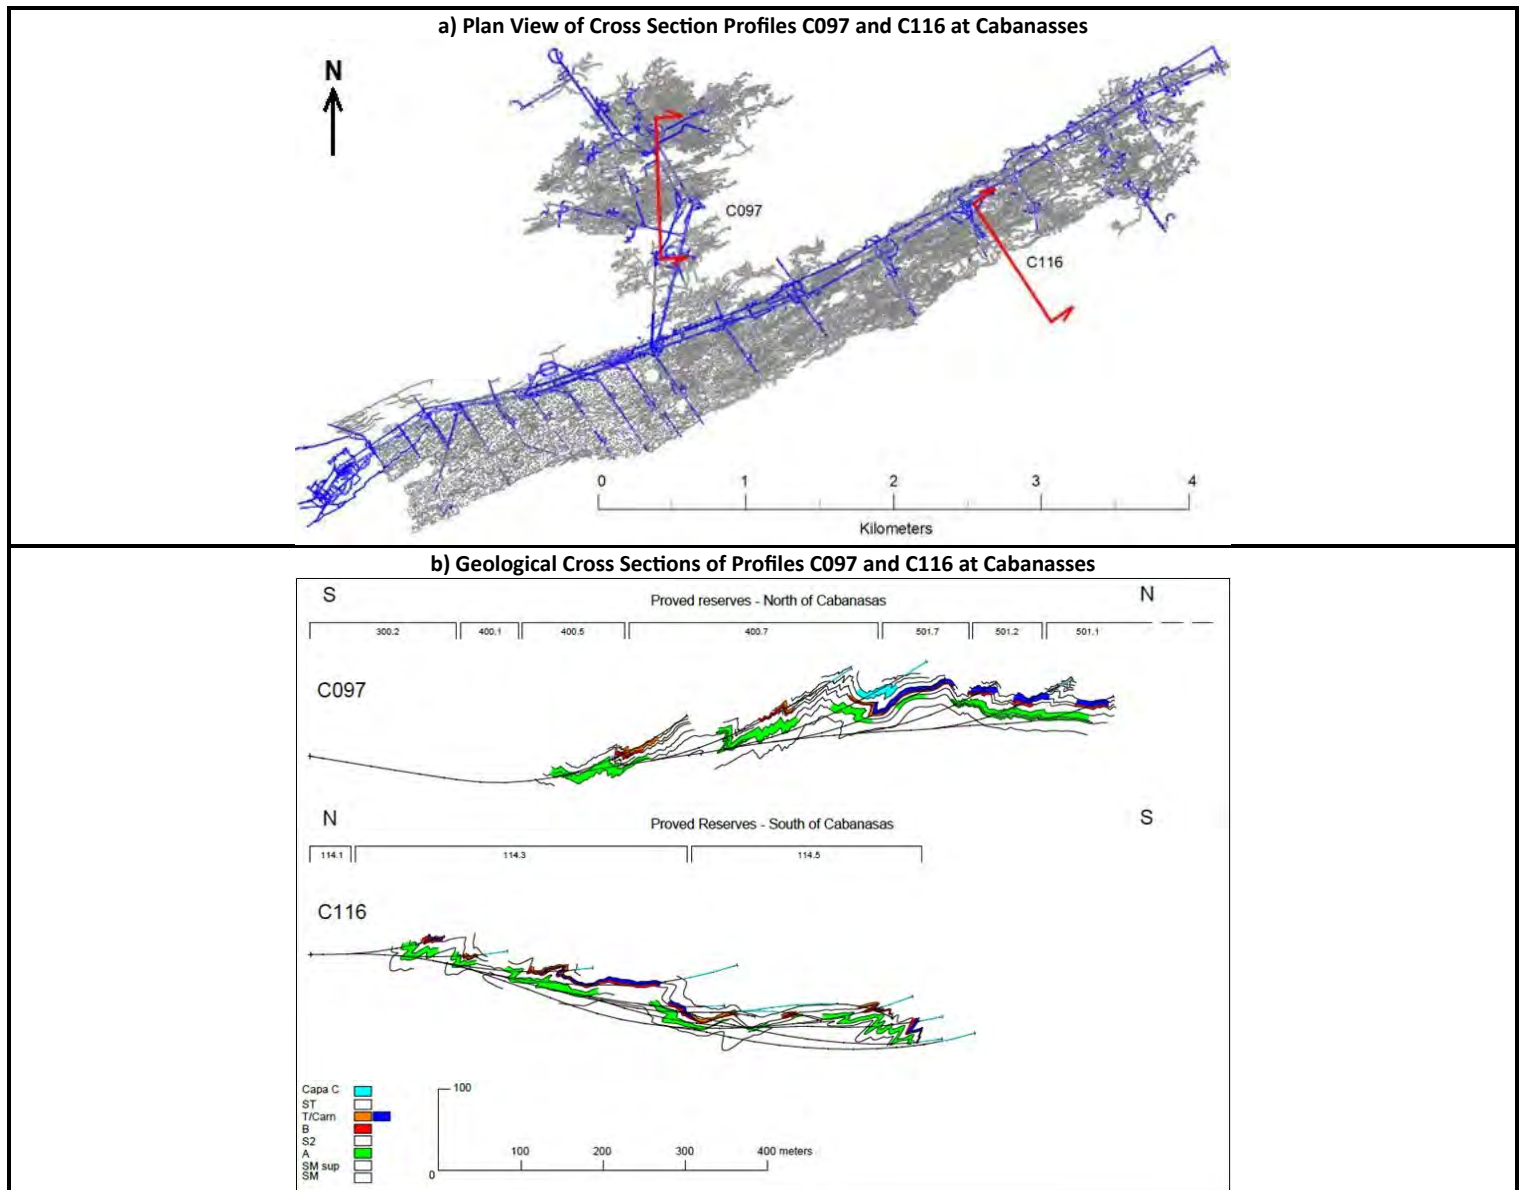 a) Plan View of Cross Section Profiles C097 and C116 at Cabanasses
N
C097
C116
0 1 2 3 4
Kilometers
b) Geological Cross Sections of Profiles C097 and C116 at Cabanasses
S Proved reserves - North of Cabanasas N
300.2 400.1 400.5 400.7 501.7 501.2 501.1
C097
N Proved Reserves - South of Cabanasas S
114.1 114.3 114.5
C116
Capa C
ST
T/Carn
B
S2
A
SM sup
SM
100
0
100 200 300 400 meters